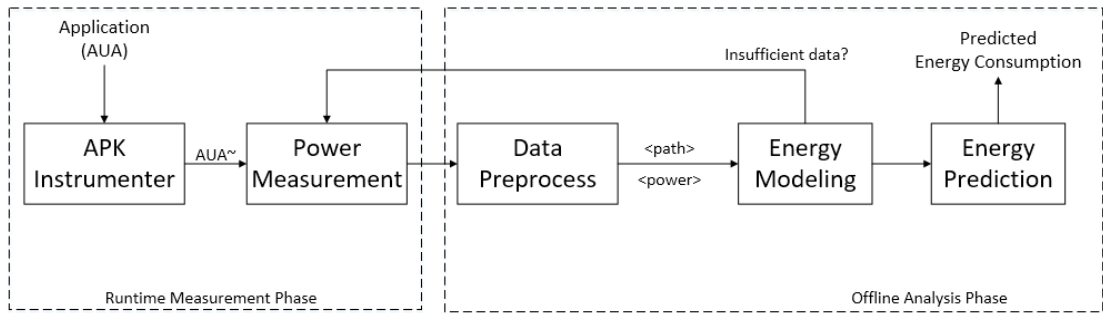 Application
(AUA)
APK
Instrumenter
AUA~
Power
Measurement
Runtime Measurement Phase
Insufficient data?
Data
Preprocess
<path>
<power>
Energy
Modeling
Predicted
Energy Consumption
Energy
Prediction
Offline Analysis Phase